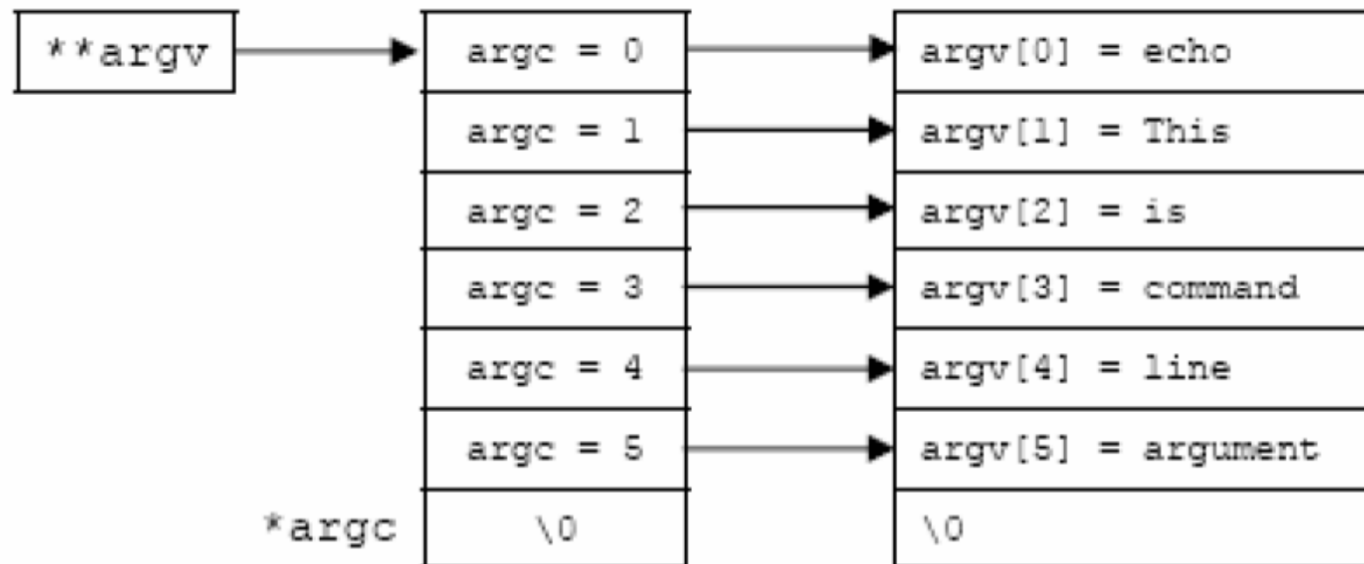 **argv
argc = 0
argv[0] = echo
argc = 1
argv[1] = This
argc = 2
argv[2] = is
argc = 3
argv[3] = command
argc = 4
argv[4] = line
argc = 5
argv[5] = argument
*argc
\0
\0